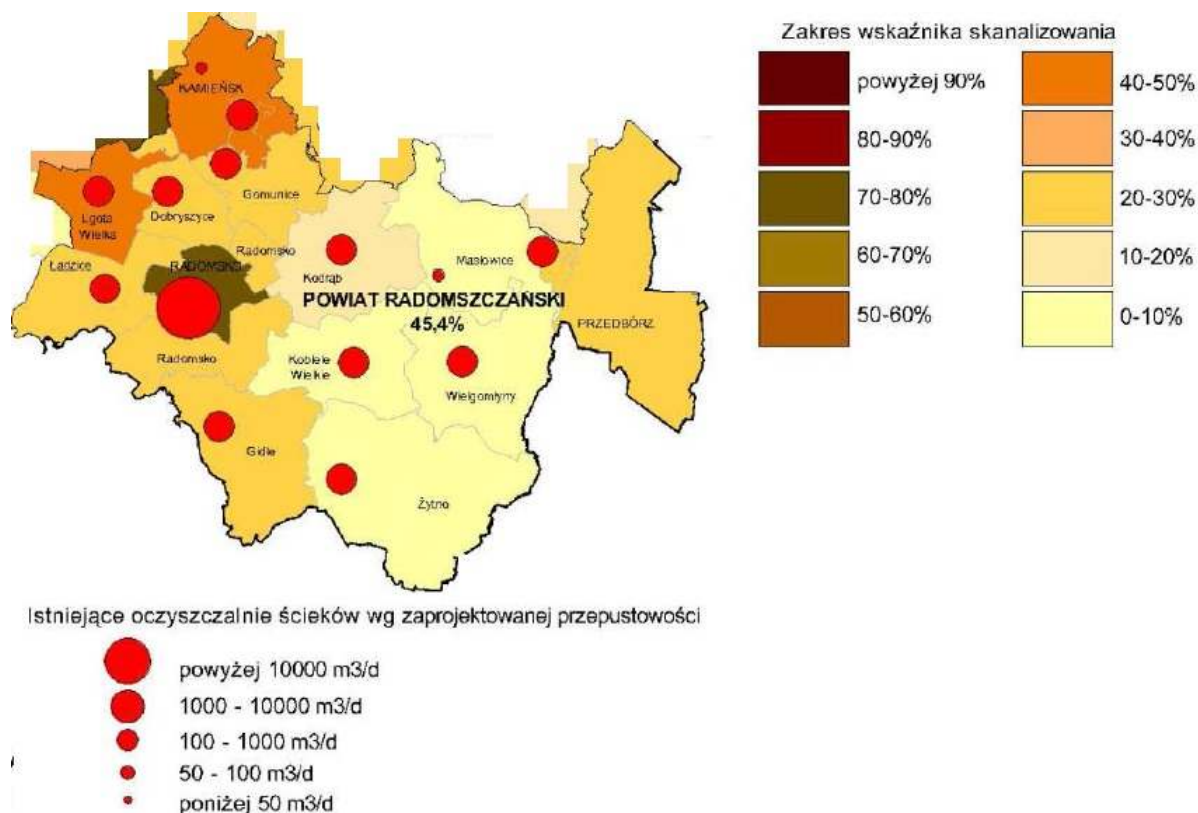 Zakres wskaźnika skanalizowania
powyżej 90%
80-90%
70-80%
60-70%
50-60%
40-50%
30-40%
20-30%
10-20%
0-10%
KAMIEŃSK
Gomunice
Lgota
Wielka
Dobryszyce
Radomsko
Ładzice
RADOMSKO
Kodrąb
Masłowice
POWIAT RADOMSZCZAŃSKI
45,4%
PRZEDBÓRZ
Radomsko
Kobiele
Wielkie
Wielgomłyny
Gidle
Żytno
Istniejące oczyszczalnie ścieków wg zaprojektowanej przepustowości
powyżej 10000 m3/d
1000 - 10000 m3/d
100 - 1000 m3/d
50 - 100 m3/d
poniżej 50 m3/d